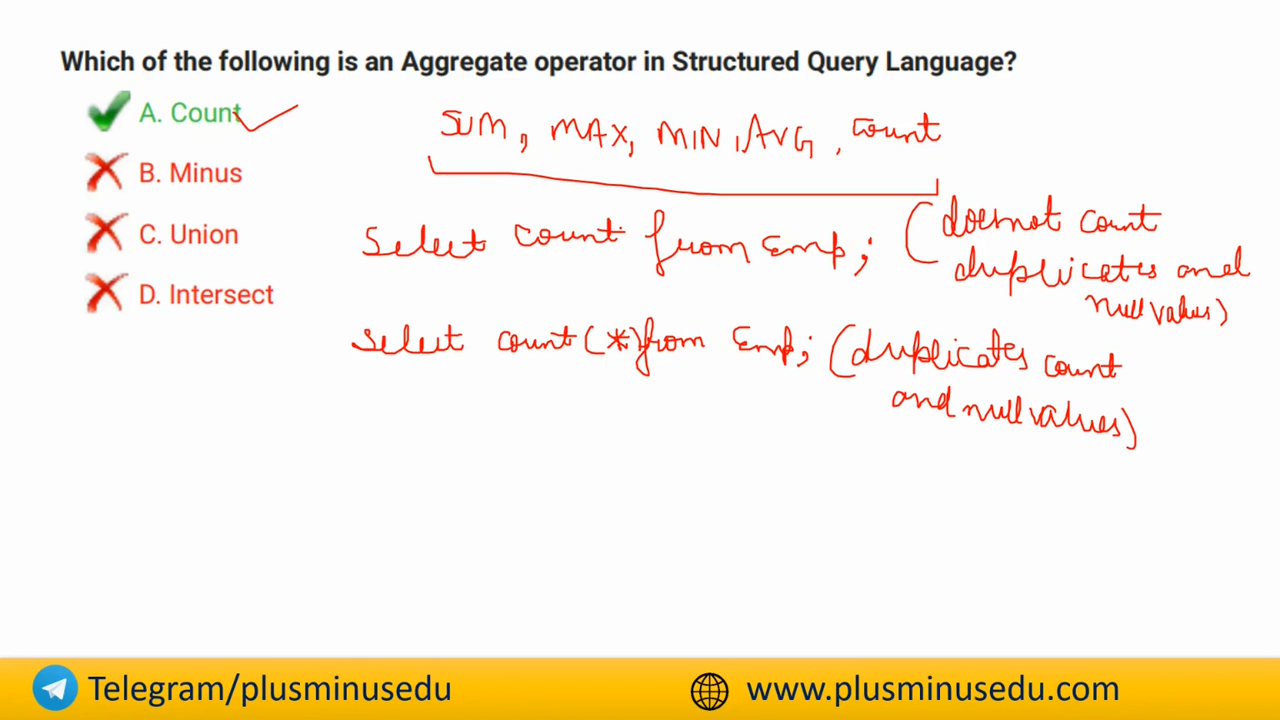 Which of the following is an Aggregate operator in Structured Query Language?
A. Count
SUM, MAX, MIN, AVG, count
B. Minus
C. Union
D. Intersect
Select count from Emp; (doesnot count
duplicates and
null values)
Select count(*) from Emp; (duplicates count
and null values)
Telegram/plusminusedu
www.plusminusedu.com